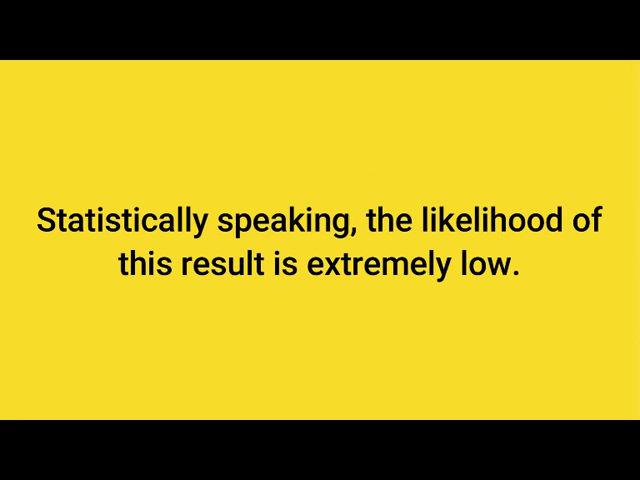 Statistically speaking, the likelihood of
this result is extremely low.